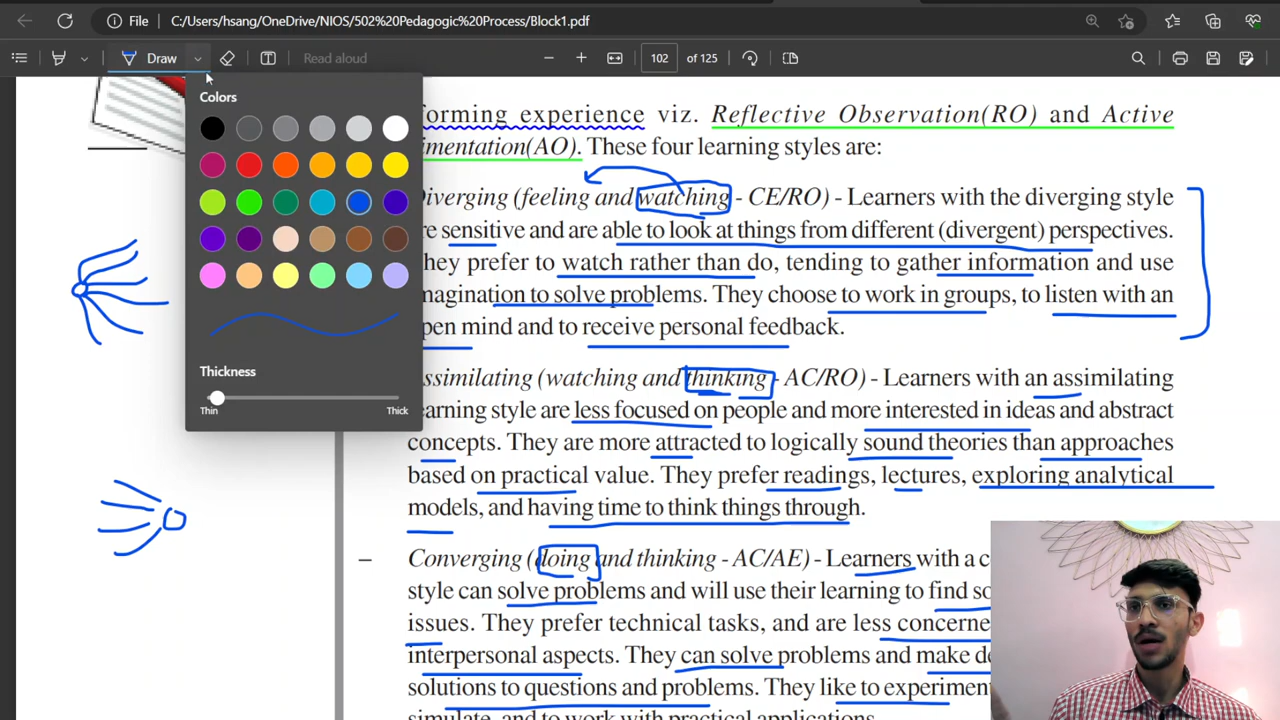 File C:/Users/hsang/OneDrive/NIOS/502%20Pedagogic%20Process/Block1.pdf
Draw Read aloud 102 of 125
Colors
Thickness
Thin Thick
forming experience viz. Reflective Observation(RO) and Active
imentation(AO). These four learning styles are:
Diverging (feeling and watching - CE/RO) - Learners with the diverging style
re sensitive and are able to look at things from different (divergent) perspectives.
hey prefer to watch rather than do, tending to gather information and use
magination to solve problems. They choose to work in groups, to listen with an
pen mind and to receive personal feedback.
ssimilating (watching and thinking - AC/RO) - Learners with an assimilating
earning style are less focused on people and more interested in ideas and abstract
concepts. They are more attracted to logically sound theories than approaches
based on practical value. They prefer readings, lectures, exploring analytical
models, and having time to think things through.
– Converging (doing and thinking - AC/AE) - Learners with a c
style can solve problems and will use their learning to find so
issues. They prefer technical tasks, and are less concerne
interpersonal aspects. They can solve problems and make de
solutions to questions and problems. They like to experiment
simulate, and to work with practical applications.